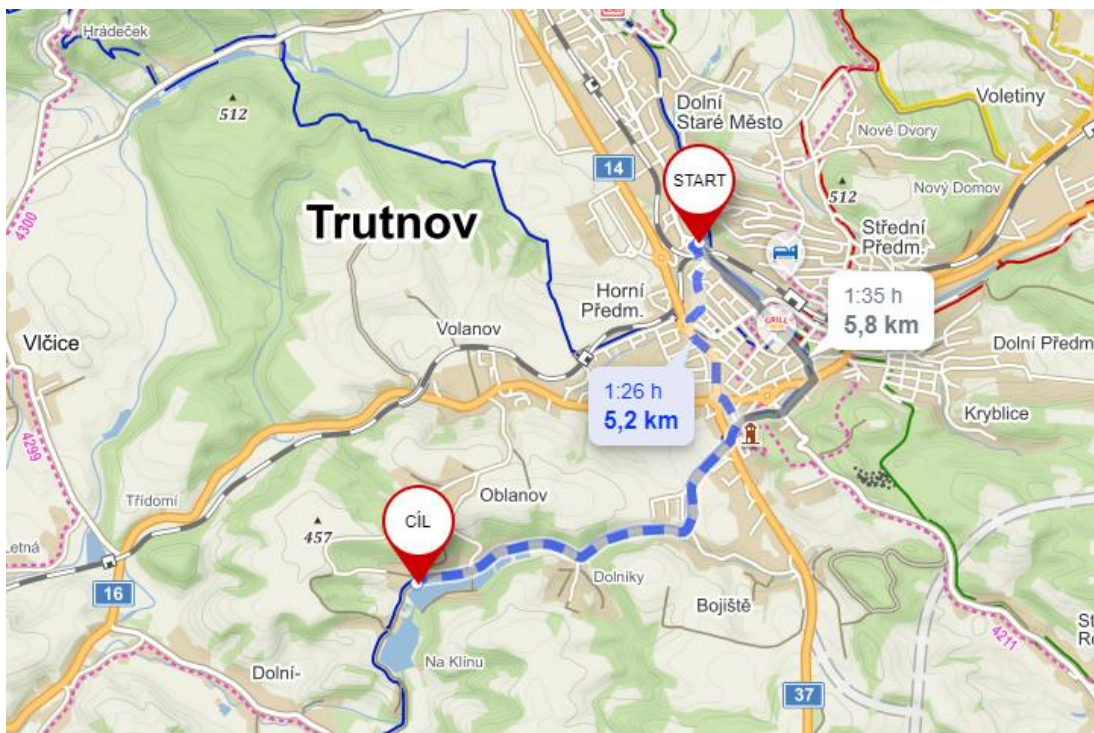 Hrádeček
512
Dolní
Staré Město
Voletiny
Nové Dvory
14
START
Nový Domov
512
4300
Trutnov
Střední
Předm.
Horní
Předm.
1:35 h
5,8 km
GRILL
Volanov
Vlčice
Dolní Předm
1:26 h
5,2 km
Kryblice
4299
Třídomí
Oblanov
CÍL
457
Letná
Dolníky
16
Bojiště
4211
St
Ro
Na Klínu
Dolní-
37